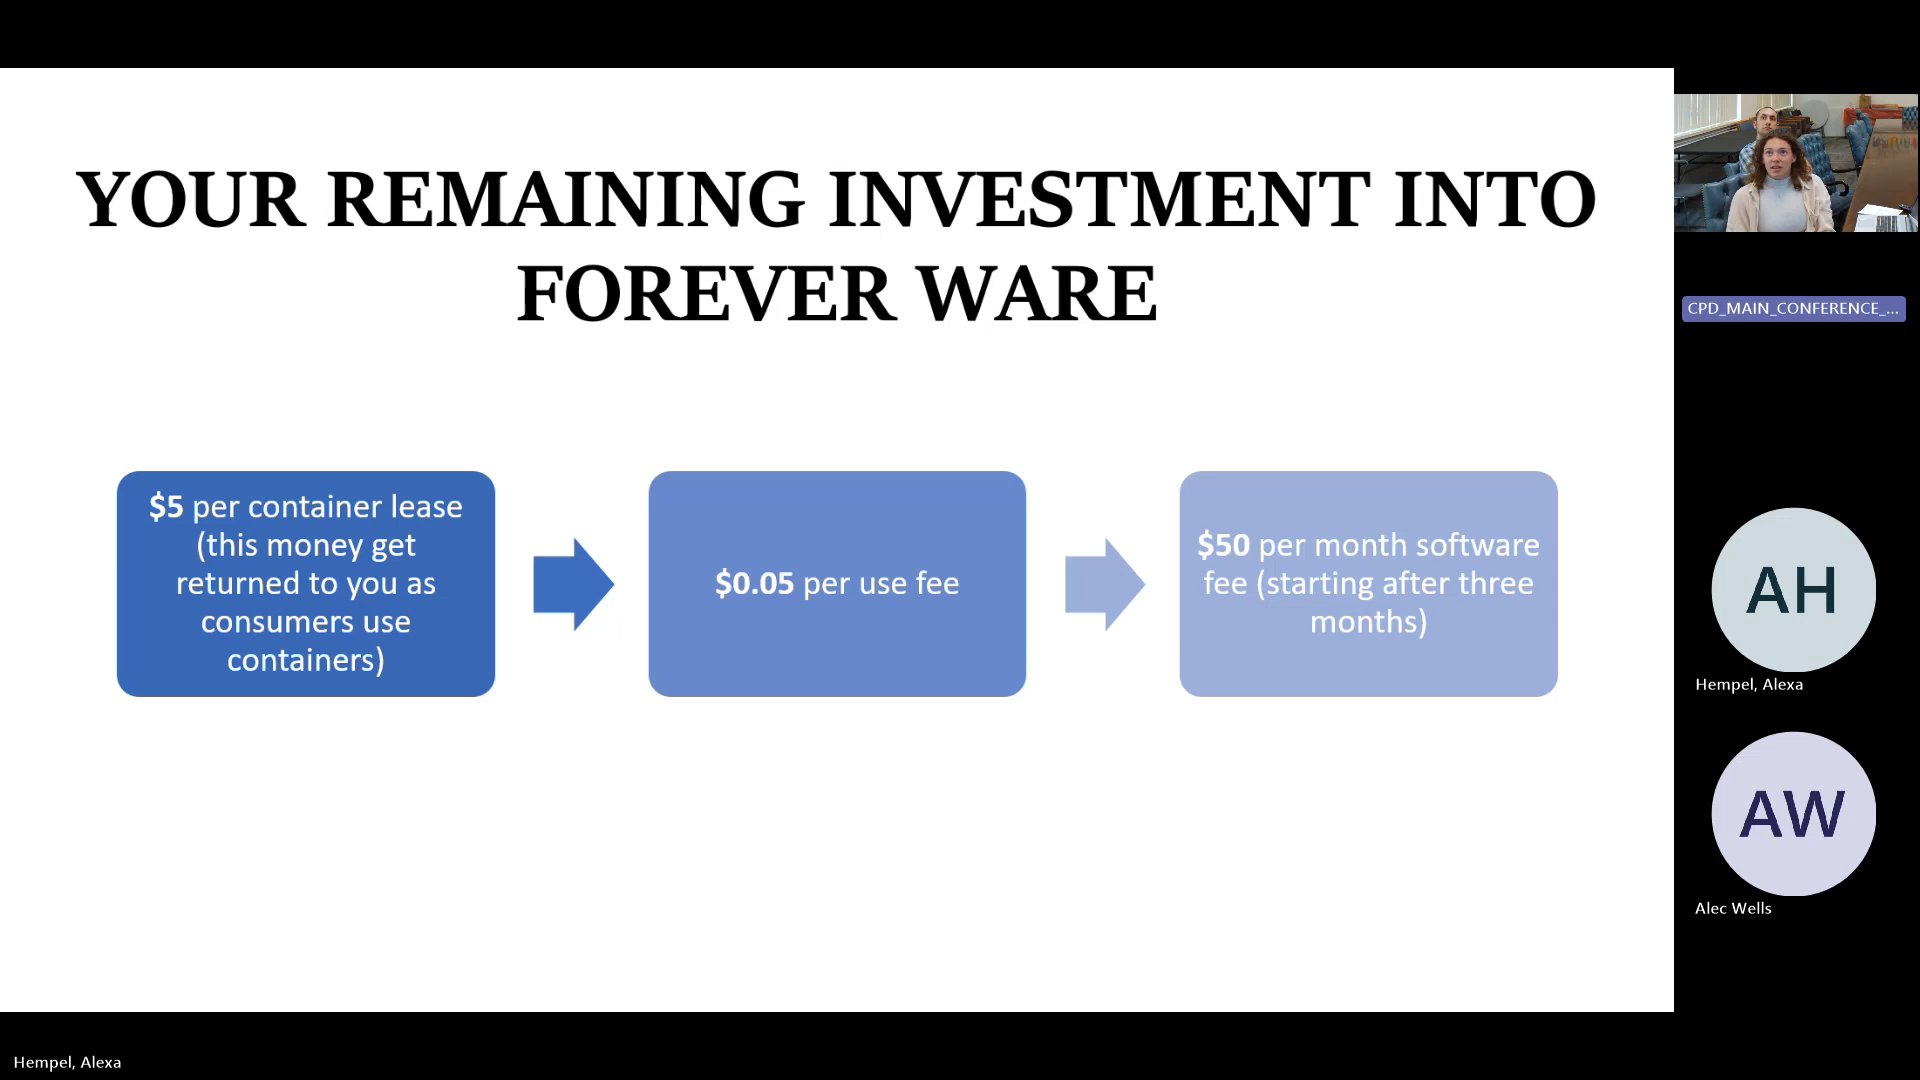 YOUR REMAINING INVESTMENT INTO
FOREVER WARE
$5 per container lease
(this money get
returned to you as
consumers use
containers)
$0.05 per use fee
$50 per month software
fee (starting after three
months)
CPD_MAIN_CONFERENCE_...
AH
Hempel, Alexa
AW
Alec Wells
Hempel, Alexa